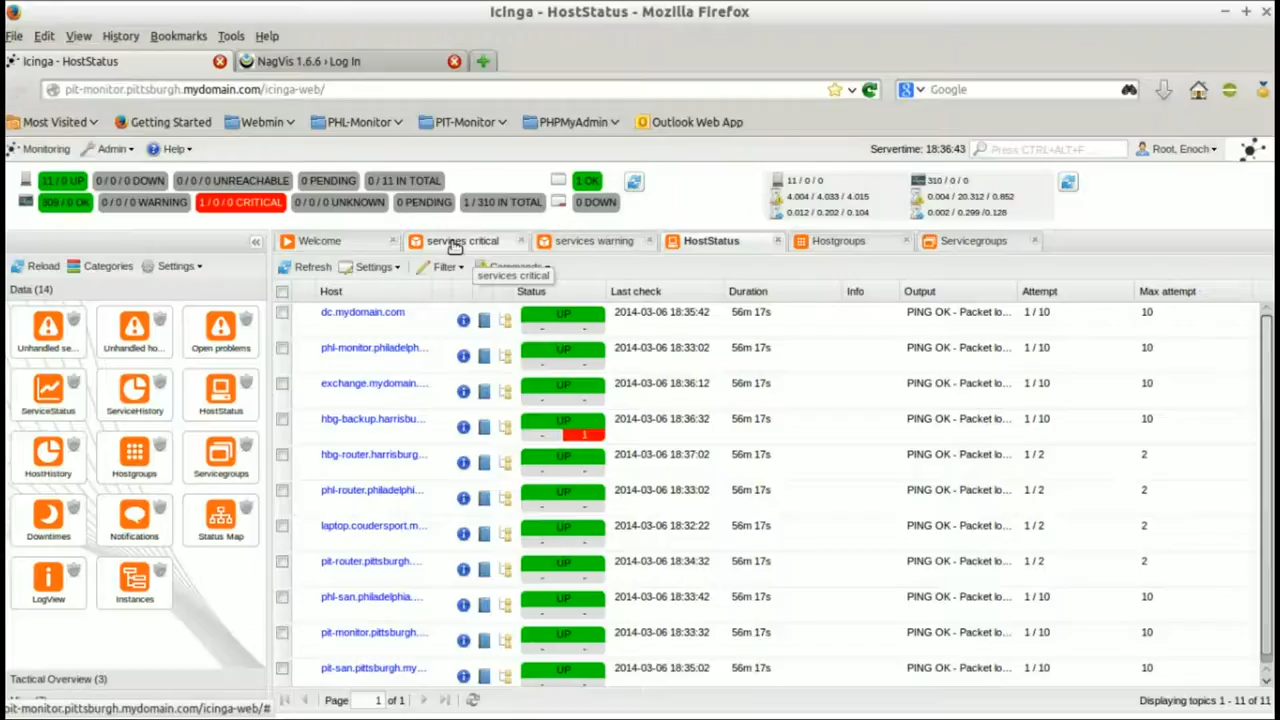 Icinga - HostStatus - Mozilla Firefox
File Edit View History Bookmarks Tools Help
Icinga - HostStatus NagVis 1.6.6 › Log In
pit-monitor.pittsburgh.mydomain.com/icinga-web/ Google
Most Visited Getting Started Webmin PHL-Monitor PIT-Monitor PHPMyAdmin Outlook Web App
Monitoring Admin Help Servertime: 18:36:43 Press CTRL+ALT+F... Root, Enoch
11 / 0 UP 0 / 0 / 0 DOWN 0 / 0 / 0 UNREACHABLE 0 PENDING 0 / 11 IN TOTAL 1 OK 11 / 0 / 0 310 / 0 / 0
4.004 / 4.033 / 4.015 0.004 / 20.312 / 0.852
309 / 0 OK 0 / 0 / 0 WARNING 1 / 0 / 0 CRITICAL 0 / 0 / 0 UNKNOWN 0 PENDING 1 / 310 IN TOTAL 0 DOWN 0.012 / 0.202 / 0.104 0.002 / 0.299 /0.128
Welcome services critical services warning HostStatus Hostgroups Servicegroups
Reload Categories Settings Refresh Settings Filter Commands
services critical
Data (14)
Host Status Last check Duration Info Output Attempt Max attempt
dc.mydomain.com UP 2014-03-06 18:35:42 56m 17s PING OK - Packet lo... 1 / 10 10
- -
Unhandled se... Unhandled ho... Open problems
phl-monitor.philadelph... UP 2014-03-06 18:33:02 56m 17s PING OK - Packet lo... 1 / 10 10
- -
exchange.mydomain.... UP 2014-03-06 18:36:12 56m 17s PING OK - Packet lo... 1 / 10 10
- -
ServiceStatus ServiceHistory HostStatus
hbg-backup.harrisbu... UP 2014-03-06 18:36:32 56m 17s PING OK - Packet lo... 1 / 10 10
- 1
hbg-router.harrisburg... UP 2014-03-06 18:37:02 56m 17s PING OK - Packet lo... 1 / 2 2
- -
HostHistory Hostgroups Servicegroups
phl-router.philadelphi... UP 2014-03-06 18:33:02 56m 17s PING OK - Packet lo... 1 / 2 2
- -
laptop.coudersport.m... UP 2014-03-06 18:32:22 56m 17s PING OK - Packet lo... 1 / 2 2
- -
Downtimes Notifications Status Map
pit-router.pittsburgh.... UP 2014-03-06 18:34:32 56m 17s PING OK - Packet lo... 1 / 2 2
- -
phl-san.philadelphia.... UP 2014-03-06 18:33:42 56m 17s PING OK - Packet lo... 1 / 10 10
- -
LogView Instances
pit-monitor.pittsburgh.... UP 2014-03-06 18:33:32 56m 17s PING OK - Packet lo... 1 / 10 10
- -
pit-san.pittsburgh.my... UP 2014-03-06 18:35:02 56m 17s PING OK - Packet lo... 1 / 10 10
- -
Tactical Overview (3)
Page 1 of 1 Displaying topics 1 - 11 of 11
pit-monitor.pittsburgh.mydomain.com/icinga-web/#